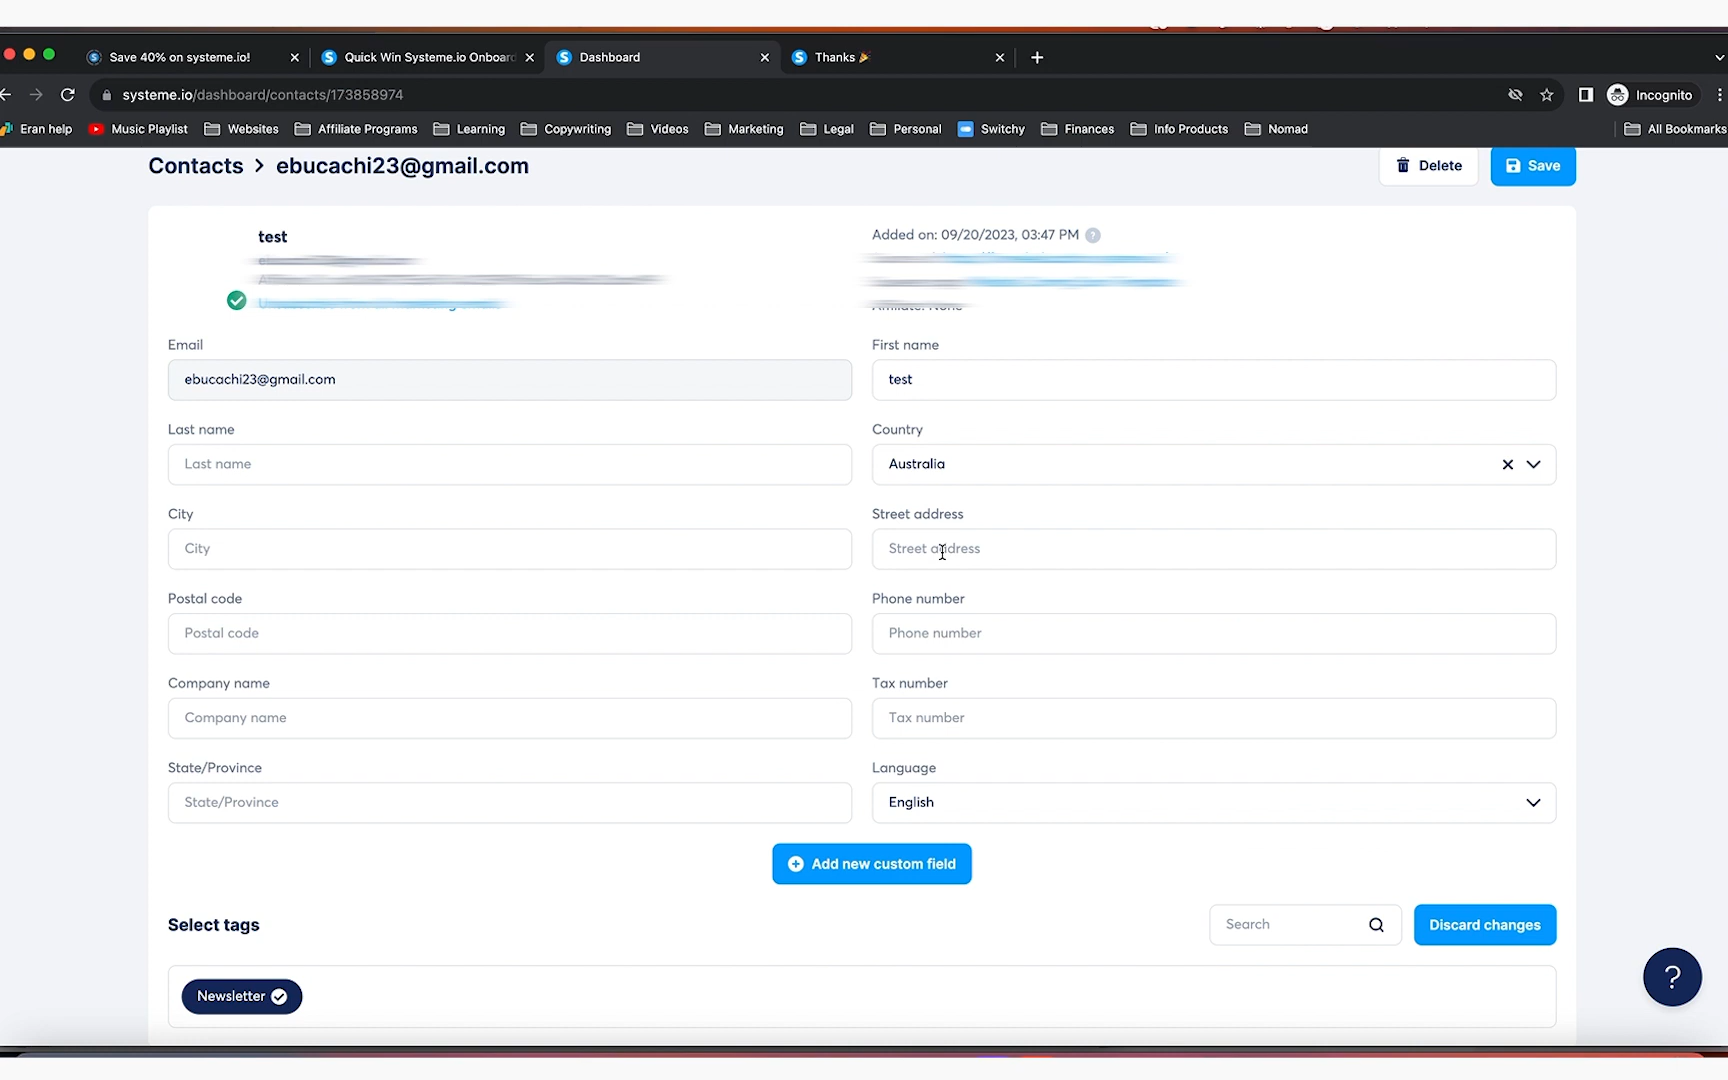 Save 40% on systeme.io!
Quick Win Systeme.io Onboard
Dashboard
Thanks 🎉
systeme.io/dashboard/contacts/173858974
Incognito
Eran help
Music Playlist
Websites
Affiliate Programs
Learning
Copywriting
Videos
Marketing
Legal
Personal
Switchy
Finances
Info Products
Nomad
All Bookmarks
Contacts > ebucachi23@gmail.com
Delete
Save
test
Added on: 09/20/2023, 03:47 PM ?
Email
First name
ebucachi23@gmail.com
test
Last name
Country
Last name
Australia
City
Street address
City
Street address
Postal code
Phone number
Postal code
Phone number
Company name
Tax number
Company name
Tax number
State/Province
Language
State/Province
English
Add new custom field
Select tags
Search
Discard changes
Newsletter
?